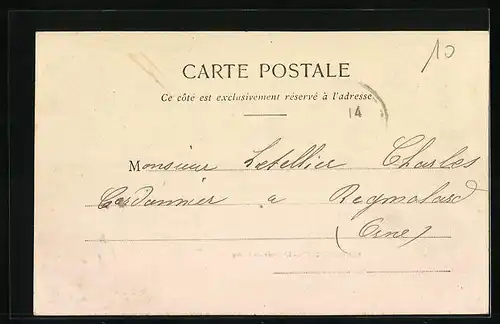 10
CARTE POSTALE
Ce côté est exclusivement réservé à l'adresse
14
Monsieur Letellier Charles
Cordonnier a Regmalard
(Orne)